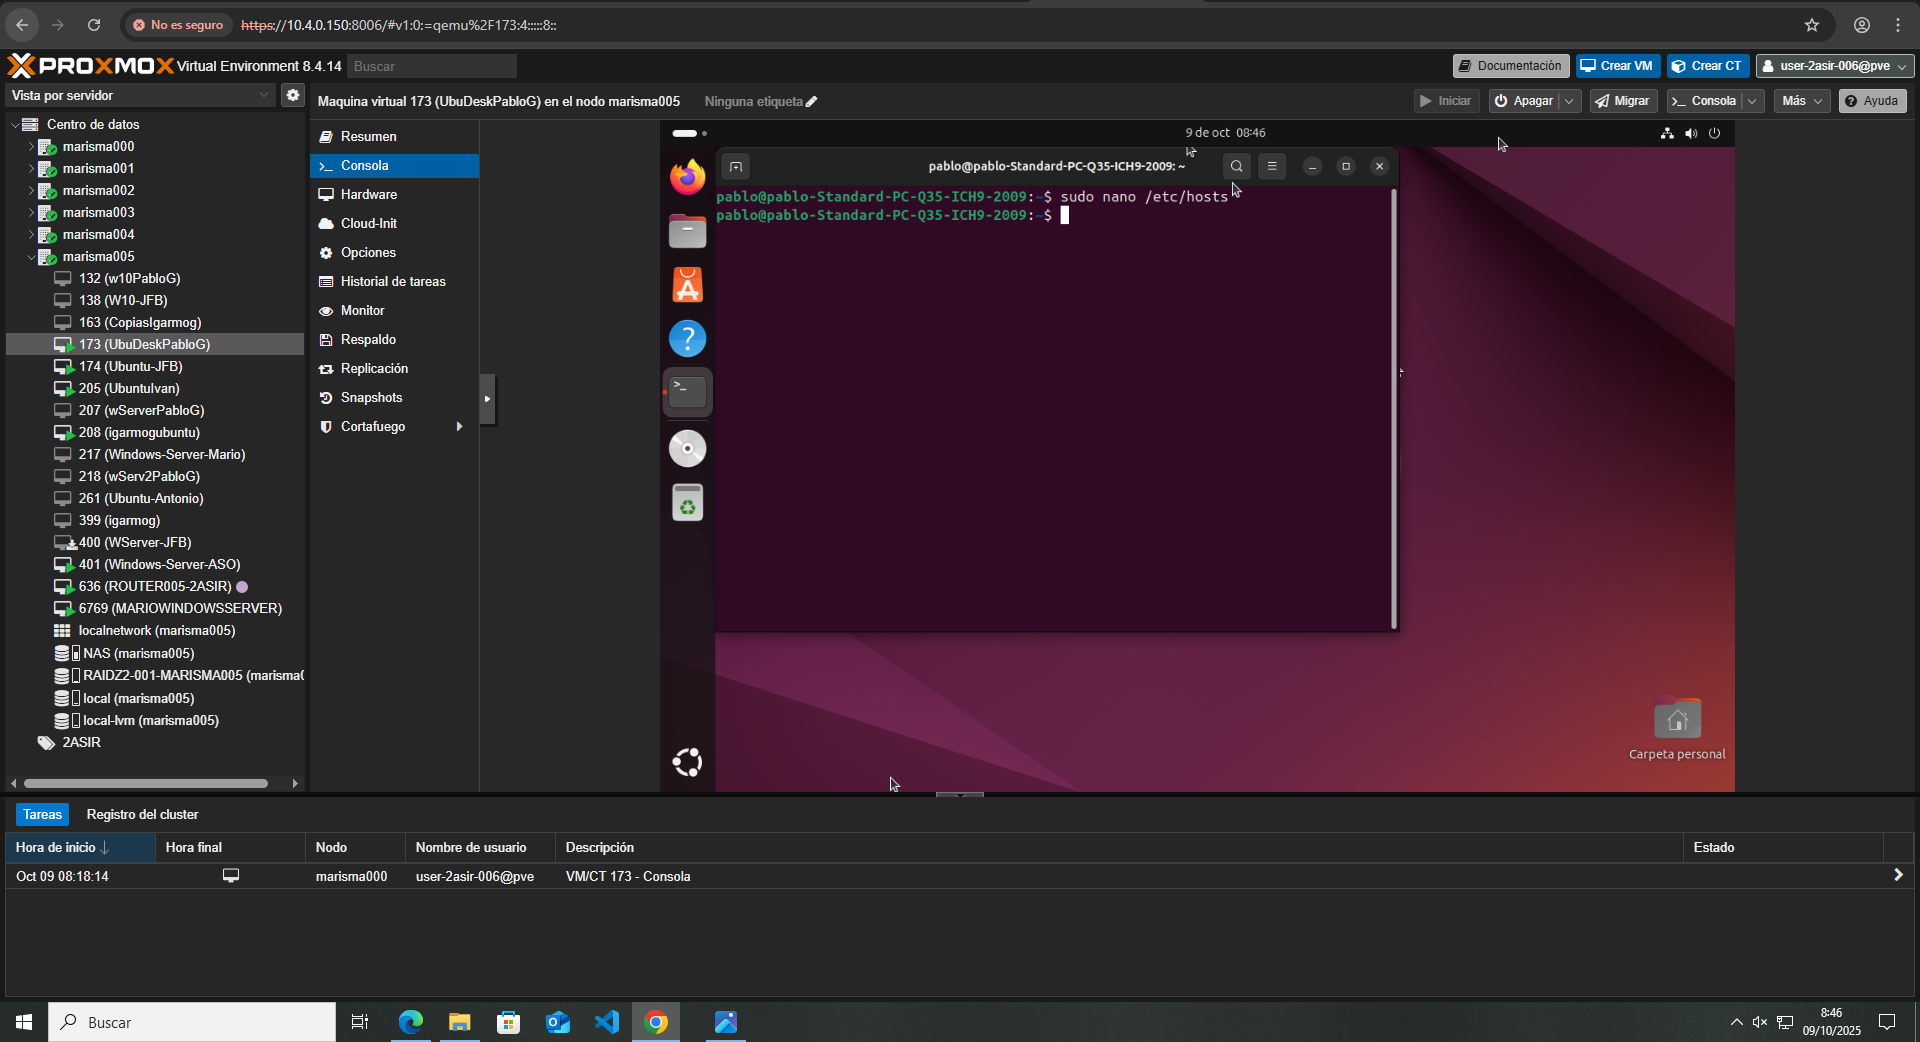 No es seguro https://10.4.0.150:8006/#v1:0:=qemu%2F173:4:::::8::
PROXMOX Virtual Environment 8.4.14 Buscar
Documentación Crear VM Crear CT user-2asir-006@pve
Vista por servidor
Maquina virtual 173 (UbuDeskPabloG) en el nodo marisma005 Ninguna etiqueta
Iniciar Apagar Migrar >_ Consola Más Ayuda
Centro de datos
marisma000
marisma001
marisma002
marisma003
marisma004
marisma005
132 (w10PabloG)
138 (W10-JFB)
163 (CopiasIgarmog)
173 (UbuDeskPabloG)
174 (Ubuntu-JFB)
205 (UbuntuIvan)
207 (wServerPabloG)
208 (igarmogubuntu)
217 (Windows-Server-Mario)
218 (wServ2PabloG)
261 (Ubuntu-Antonio)
399 (igarmog)
400 (WServer-JFB)
401 (Windows-Server-ASO)
636 (ROUTER005-2ASIR)
6769 (MARIOWINDOWSSERVER)
localnetwork (marisma005)
NAS (marisma005)
RAIDZ2-001-MARISMA005 (marisma0
local (marisma005)
local-lvm (marisma005)
2ASIR
Resumen
Consola
Hardware
Cloud-Init
Opciones
Historial de tareas
Monitor
Respaldo
Replicación
Snapshots
Cortafuego
9 de oct 08:46
pablo@pablo-Standard-PC-Q35-ICH9-2009: ~
pablo@pablo-Standard-PC-Q35-ICH9-2009:~$ sudo nano /etc/hosts
pablo@pablo-Standard-PC-Q35-ICH9-2009:~$
Carpeta personal
Tareas Registro del cluster
Hora de inicio Hora final Nodo Nombre de usuario Descripción Estado
Oct 09 08:18:14 marisma000 user-2asir-006@pve VM/CT 173 - Consola
Buscar
8:46
09/10/2025